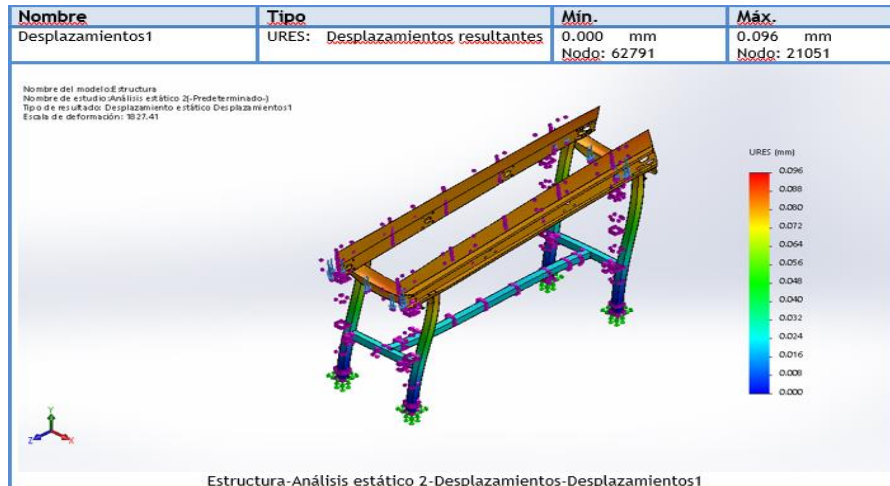 Nombre Tipo Mín. Máx.
Desplazamientos1 URES: Desplazamientos resultantes 0.000 mm 0.096 mm
Nodo: 62791 Nodo: 21051
Nombre del modelo:Estructura
Nombre de estudio:Análisis estático 2(-Predeterminado-)
Tipo de resultado: Desplazamiento estático Desplazamientos1
Escala de deformación: 1827.41
URES (mm)
0.096
0.088
0.080
0.072
0.064
0.056
0.048
0.040
0.032
0.024
0.016
0.008
0.000
Y
Z X
Estructura-Análisis estático 2-Desplazamientos-Desplazamientos1